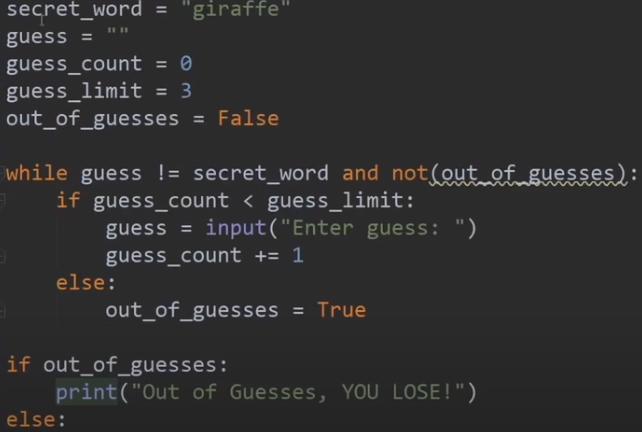 secret_word = "giraffe"
guess = ""
guess_count = 0
guess_limit = 3
out_of_guesses = False
while guess != secret_word and not(out_of_guesses):
if guess_count < guess_limit:
guess = input("Enter guess: ")
guess_count += 1
else:
out_of_guesses = True
if out_of_guesses:
print("Out of Guesses, YOU LOSE!")
else: